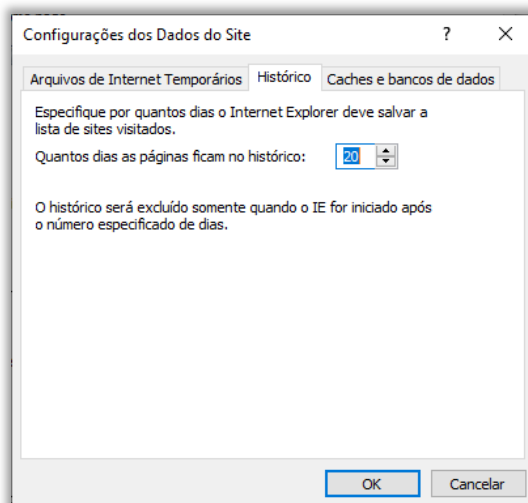 Configurações dos Dados do Site
?
Arquivos de Internet Temporários
Histórico
Caches e bancos de dados
Especifique por quantos dias o Internet Explorer deve salvar a
lista de sites visitados.
Quantos dias as páginas ficam no histórico:
20
O histórico será excluído somente quando o IE for iniciado após
o número especificado de dias.
OK
Cancelar